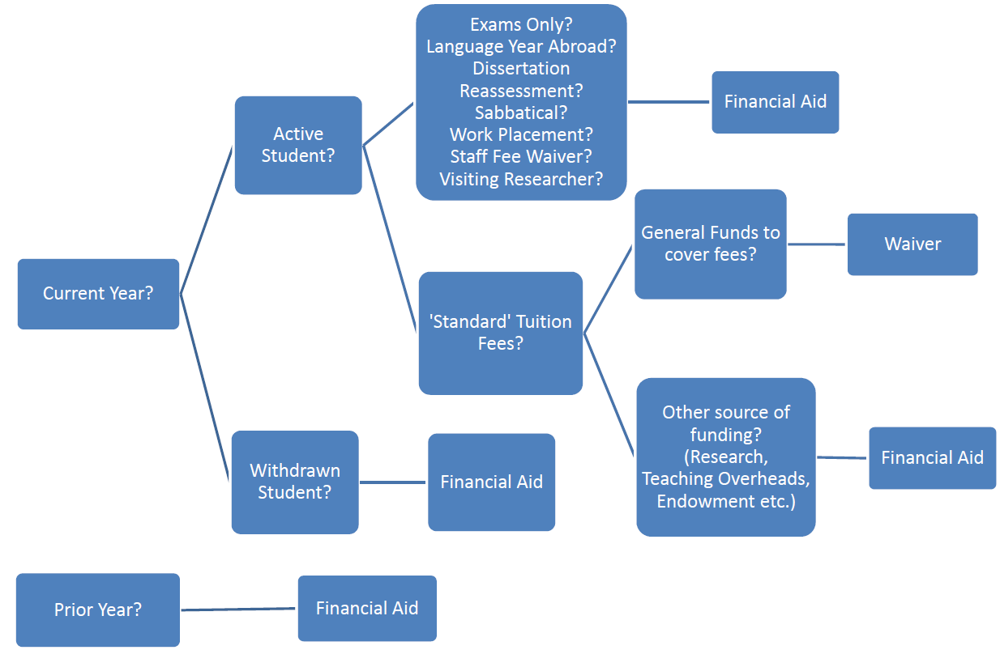 Current Year?
Active
Student?
Exams Only?
Language Year Abroad?
Dissertation
Reassessment?
Sabbatical?
Work Placement?
Staff Fee Waiver?
Visiting Researcher?
Financial Aid
'Standard' Tuition
Fees?
General Funds to
cover fees?
Waiver
Other source of
funding?
(Research,
Teaching Overheads,
Endowment etc.)
Financial Aid
Withdrawn
Student?
Financial Aid
Prior Year?
Financial Aid